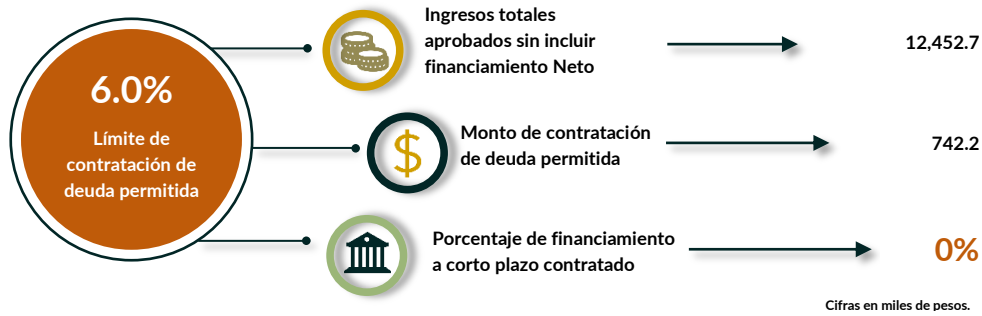 6.0%
Límite de
contratación de
deuda permitida
Ingresos totales
aprobados sin incluir
financiamiento Neto
12,452.7
$
Monto de contratación
de deuda permitida
742.2
Porcentaje de financiamiento
a corto plazo contratado
0%
Cifras en miles de pesos.